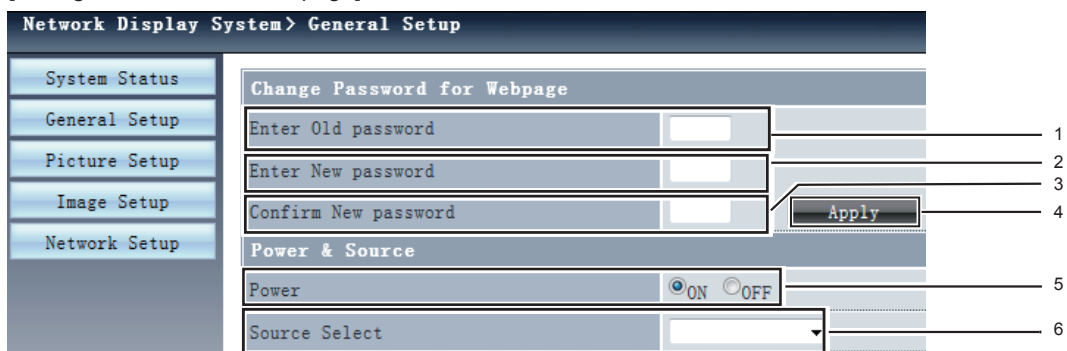 Network Display System> General Setup
System Status
General Setup
Picture Setup
Image Setup
Network Setup
Change Password for Webpage
Enter Old password
1
Enter New password
2
3
Confirm New password
Apply
4
Power & Source
Power
ON OFF
5
Source Select
6